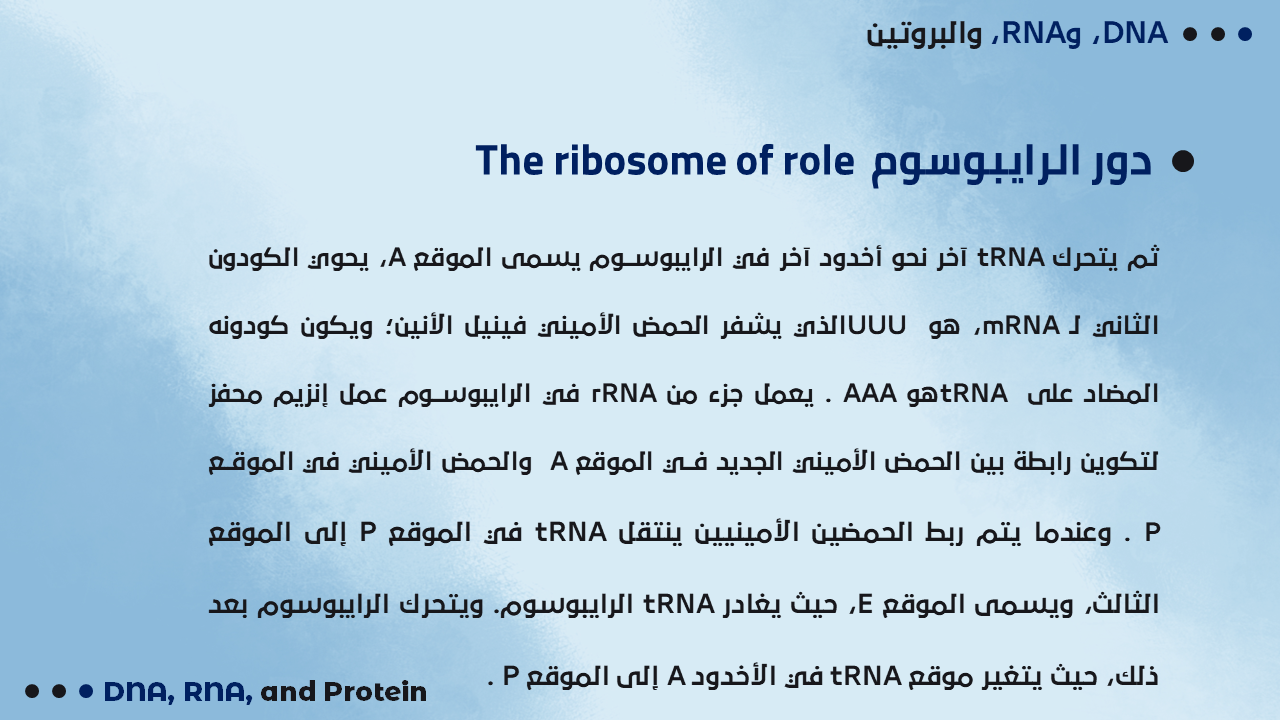 DNA، وRNA، والبروتين
دور الرايبوسوم The ribosome of role
ثم يتحرك tRNA آخر نحو أخدود آخر في الرايبوسوم يسمى الموقع A، يحوي الكودون
الثاني لـ mRNA، هو UUUالذي يشفر الحمض الأميني فينيل الأنين؛ ويكون كودونه
المضاد على tRNAهو AAA . يعمل جزء من rRNA في الرايبوسوم عمل إنزيم محفز
لتكوين رابطة بين الحمض الأميني الجديد في الموقع A والحمض الأميني في الموقع
P . وعندما يتم ربط الحمضين الأمينيين ينتقل tRNA في الموقع P إلى الموقع
الثالث، ويسمى الموقع E، حيث يغادر tRNA الرايبوسوم. ويتحرك الرايبوسوم بعد
ذلك، حيث يتغير موقع tRNA في الأخدود A إلى الموقع P .
DNA, RNA, and Protein